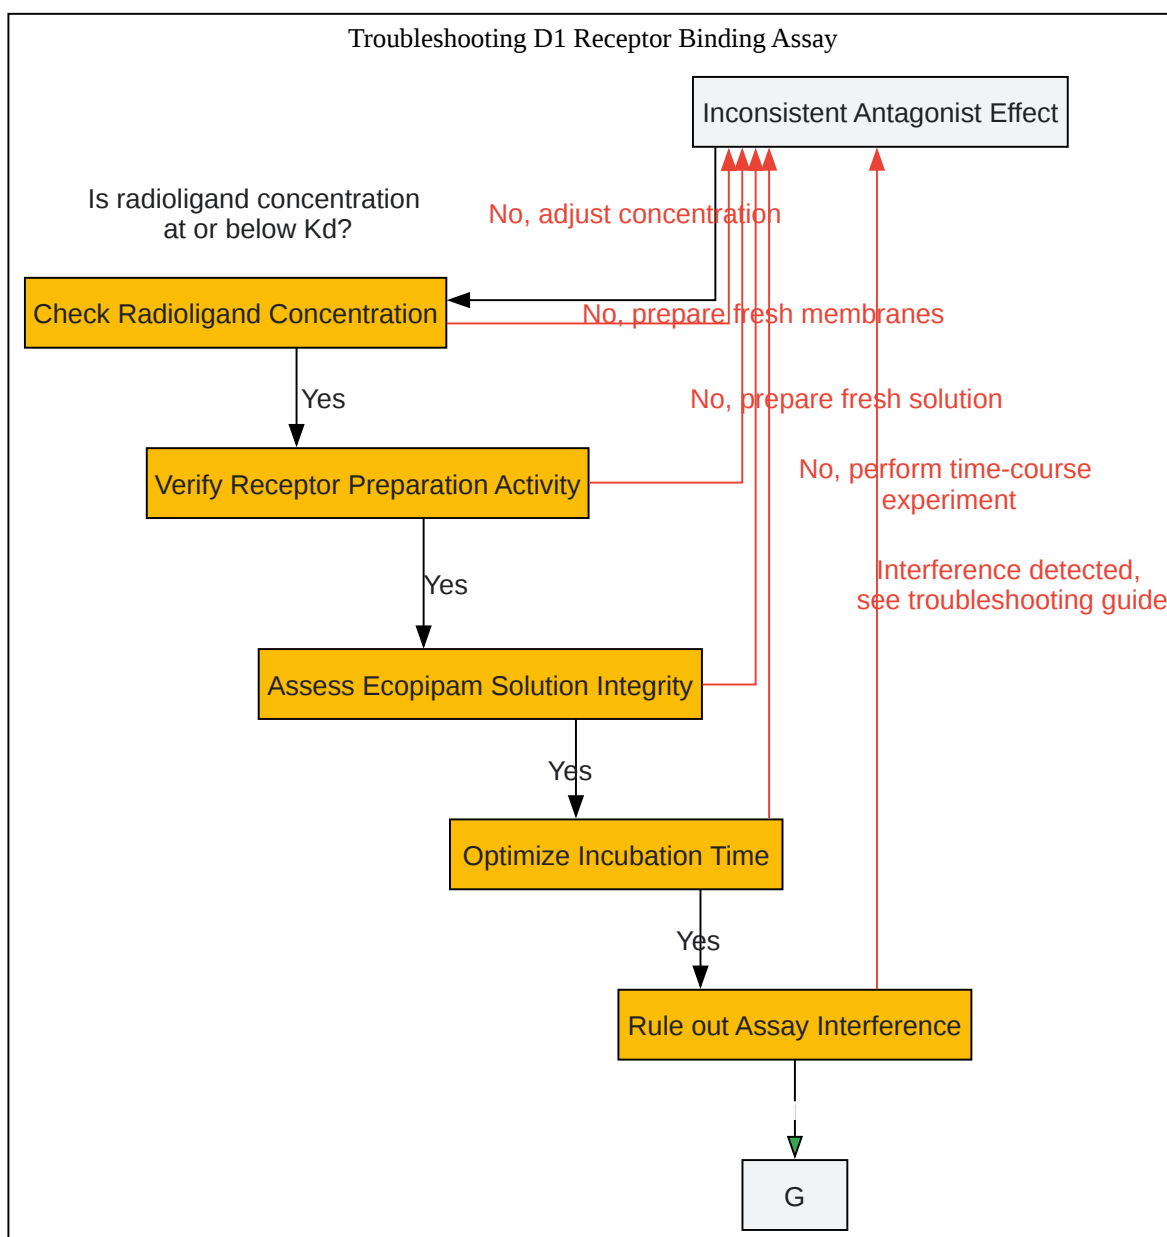 Troubleshooting D1 Receptor Binding Assay
Inconsistent Antagonist Effect
Is radioligand concentration
at or below Kd?
No, adjust concentration
Check Radioligand Concentration
No, prepare fresh membranes
Yes
No, prepare fresh solution
Verify Receptor Preparation Activity
No, perform time-course
experiment
Yes
Interference detected,
see troubleshooting guide
Assess Ecopipam Solution Integrity
Yes
Optimize Incubation Time
Yes
Rule out Assay Interference
G